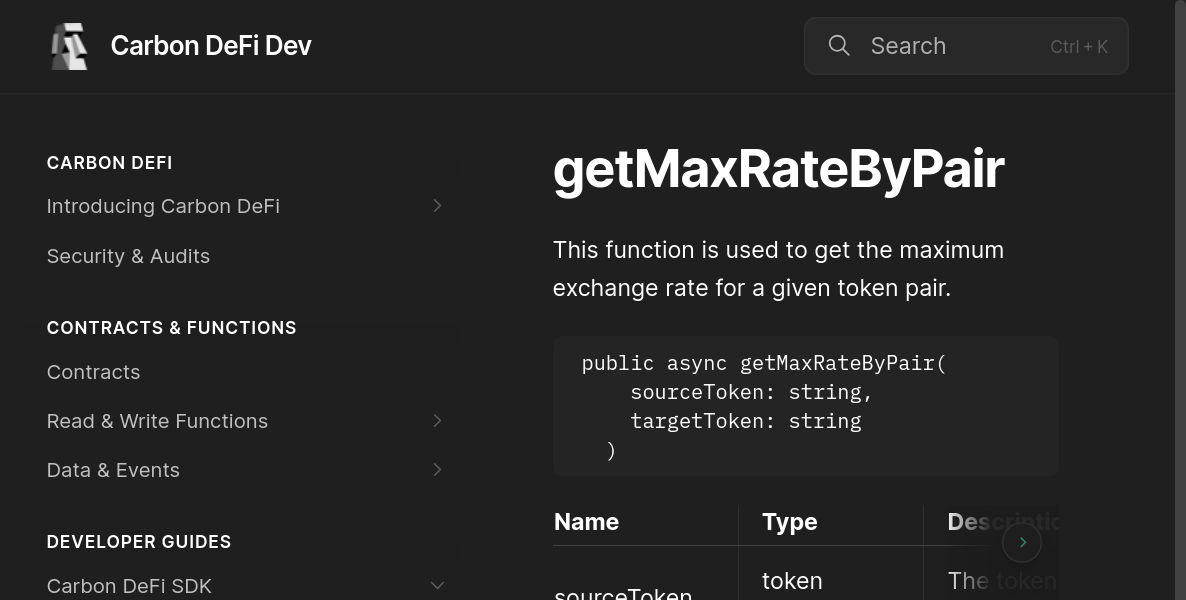 Carbon DeFi Dev
Search
Ctrl + K
CARBON DEFI
Introducing Carbon DeFi
Security & Audits
CONTRACTS & FUNCTIONS
Contracts
Read & Write Functions
Data & Events
DEVELOPER GUIDES
Carbon DeFi SDK
getMaxRateByPair
This function is used to get the maximum
exchange rate for a given token pair.
public async getMaxRateByPair(
    sourceToken: string,
    targetToken: string
  )
Name Type Descriptio
token The token
sourceToken